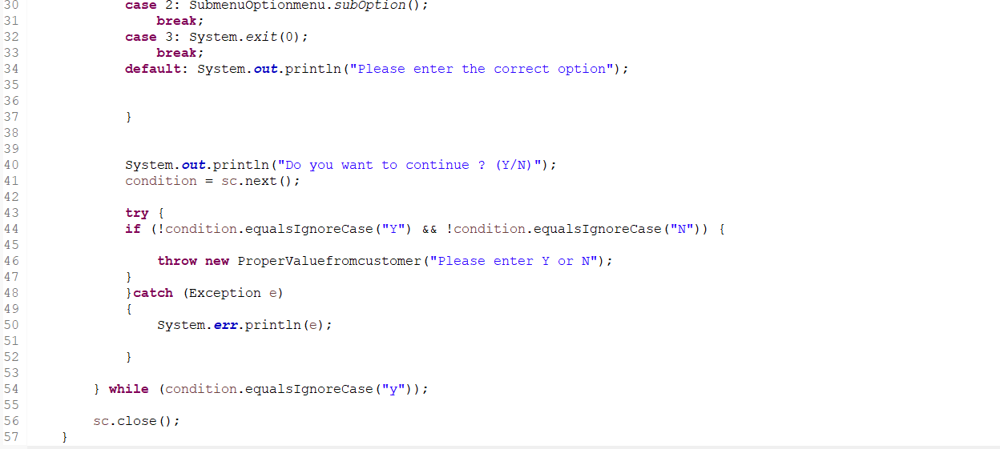 30 case 2: SubmenuOptionmenu.subOption();
31 break;
32 case 3: System.exit(0);
33 break;
34 default: System.out.println("Please enter the correct option");
35
36
37 }
38
39
40 System.out.println("Do you want to continue ? (Y/N)");
41 condition = sc.next();
42
43 try {
44 if (!condition.equalsIgnoreCase("Y") && !condition.equalsIgnoreCase("N")) {
45
46 throw new ProperValuefromcustomer("Please enter Y or N");
47 }
48 }catch (Exception e)
49 {
50 System.err.println(e);
51
52 }
53
54 } while (condition.equalsIgnoreCase("y"));
55
56 sc.close();
57 }